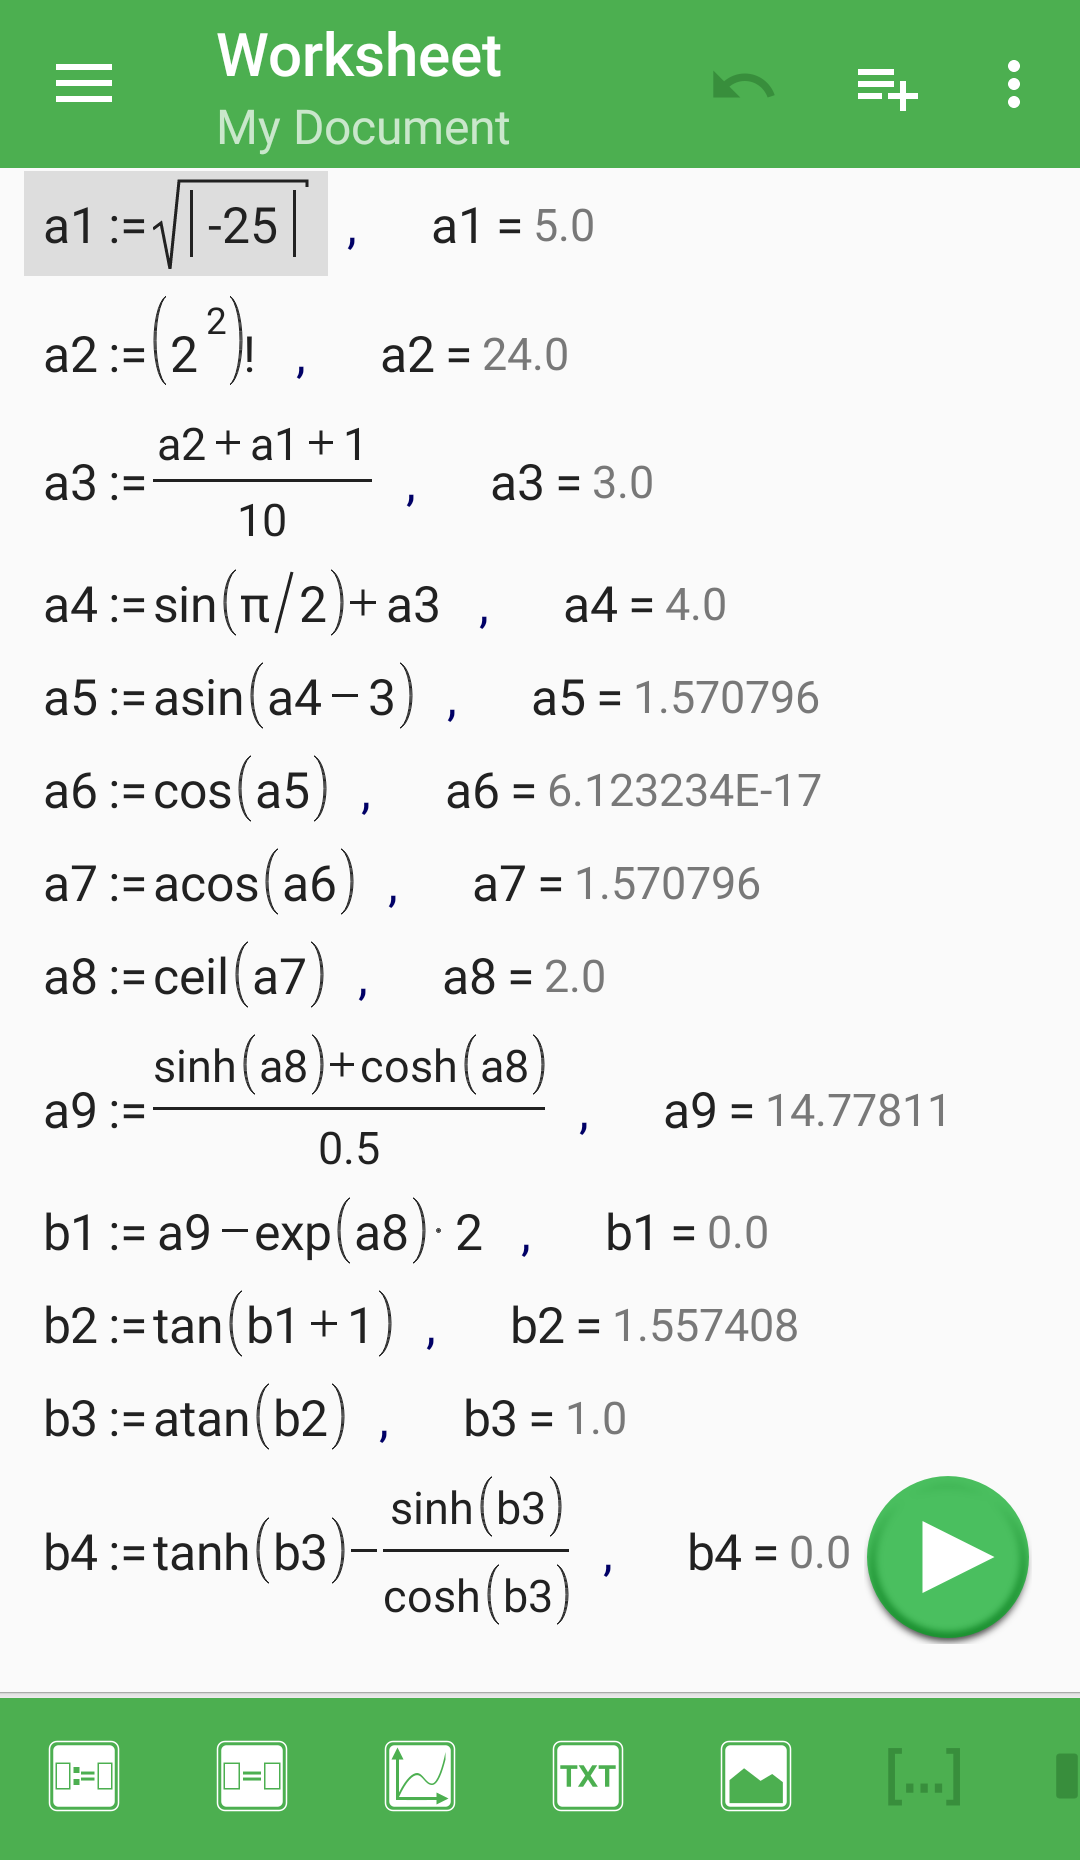 Worksheet
My Document
a1 := √|-25| , a1 = 5.0
a2 := (2^2)! , a2 = 24.0
a3 := (a2 + a1 + 1)/10 , a3 = 3.0
a4 := sin(π/2)+ a3 , a4 = 4.0
a5 := asin(a4 − 3) , a5 = 1.570796
a6 := cos(a5) , a6 = 6.123234E-17
a7 := acos(a6) , a7 = 1.570796
a8 := ceil(a7) , a8 = 2.0
a9 := (sinh(a8)+cosh(a8))/0.5 , a9 = 14.77811
b1 := a9 − exp(a8)· 2 , b1 = 0.0
b2 := tan(b1 + 1) , b2 = 1.557408
b3 := atan(b2) , b3 = 1.0
b4 := tanh(b3)− sinh(b3)/cosh(b3) , b4 = 0.0
▯:=▯ ▯=▯ TXT [...]